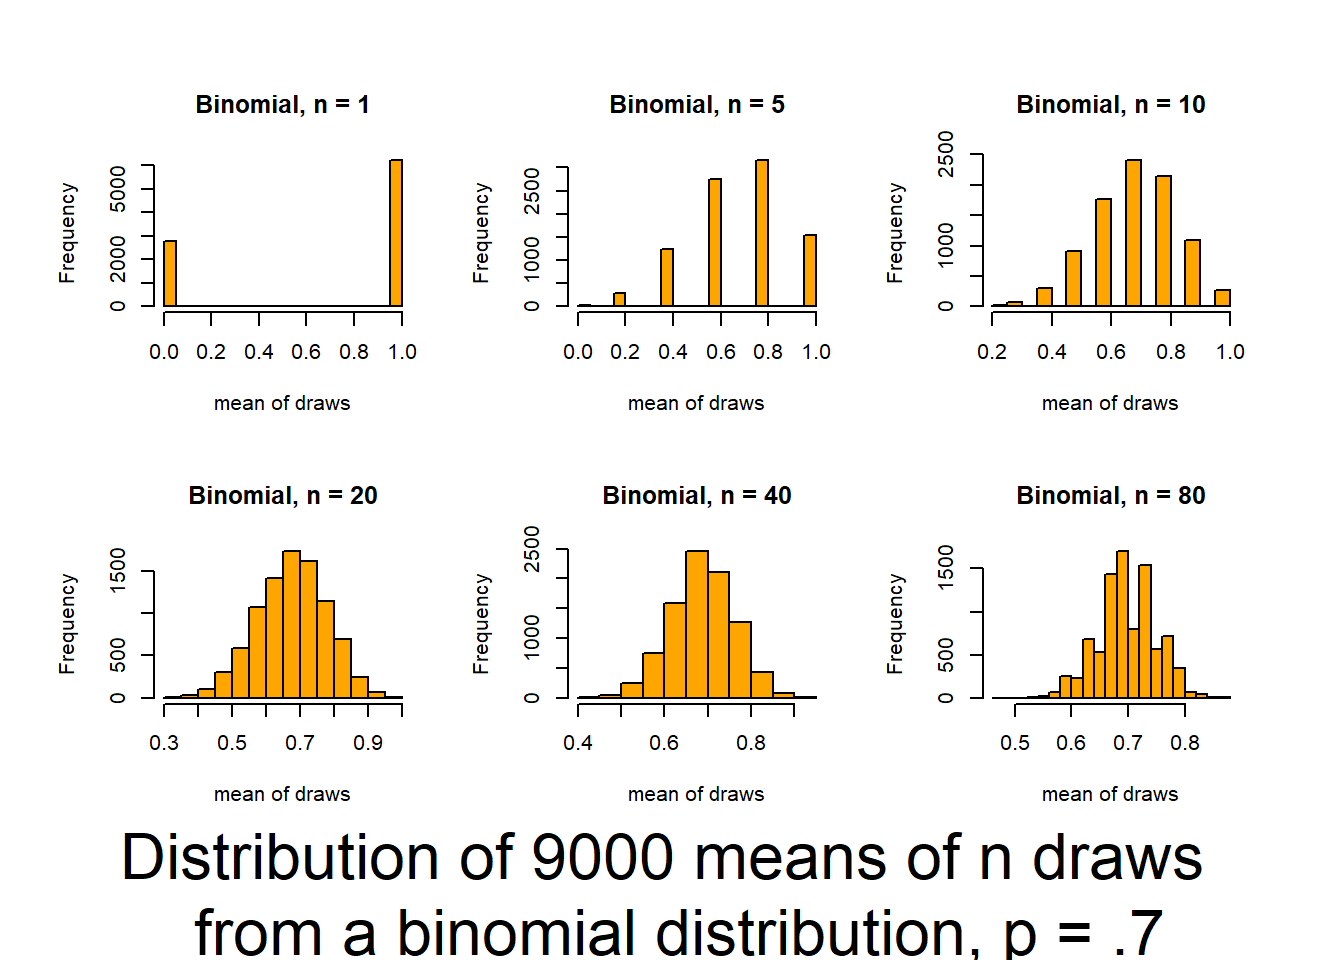 Binomial, n = 1
Frequency
0 2000 5000
0.0 0.2 0.4 0.6 0.8 1.0
mean of draws
Binomial, n = 5
Frequency
0 1000 2500
0.0 0.2 0.4 0.6 0.8 1.0
mean of draws
Binomial, n = 10
Frequency
0 1000 2500
0.2 0.4 0.6 0.8 1.0
mean of draws
Binomial, n = 20
Frequency
0 500 1500
0.3 0.5 0.7 0.9
mean of draws
Binomial, n = 40
Frequency
0 1000 2500
0.4 0.6 0.8
mean of draws
Binomial, n = 80
Frequency
0 500 1500
0.5 0.6 0.7 0.8
mean of draws
Distribution of 9000 means of n draws
from a binomial distribution, p = .7